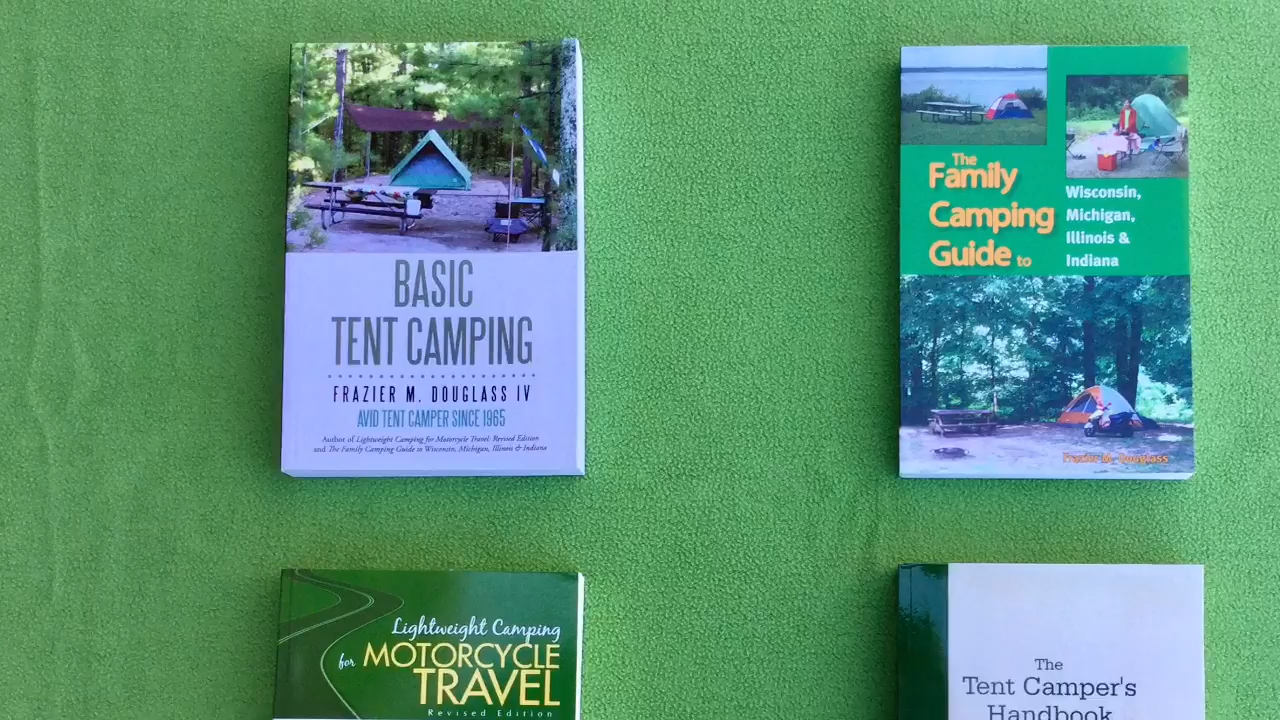 BASIC
TENT CAMPING
FRAZIER M. DOUGLASS IV
AVID TENT CAMPER SINCE 1965
Author of Lightweight Camping for Motorcycle Travel: Revised Edition
and The Family Camping Guide to Wisconsin, Michigan, Illinois & Indiana
The
Family
Camping
Guide to
Wisconsin,
Michigan,
Illinois &
Indiana
Frazier M. Douglass
Lightweight Camping
for MOTORCYCLE
TRAVEL
Revised Edition
The
Tent Camper's
Handbook